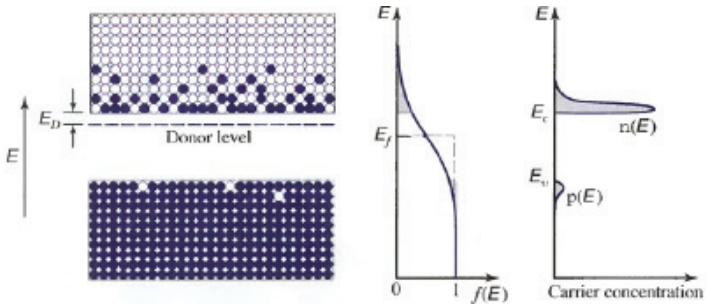 E
E_D
Donor level
E
E_f
0
1
f(E)
E
E_c
n(E)
E_v
p(E)
Carrier concentration